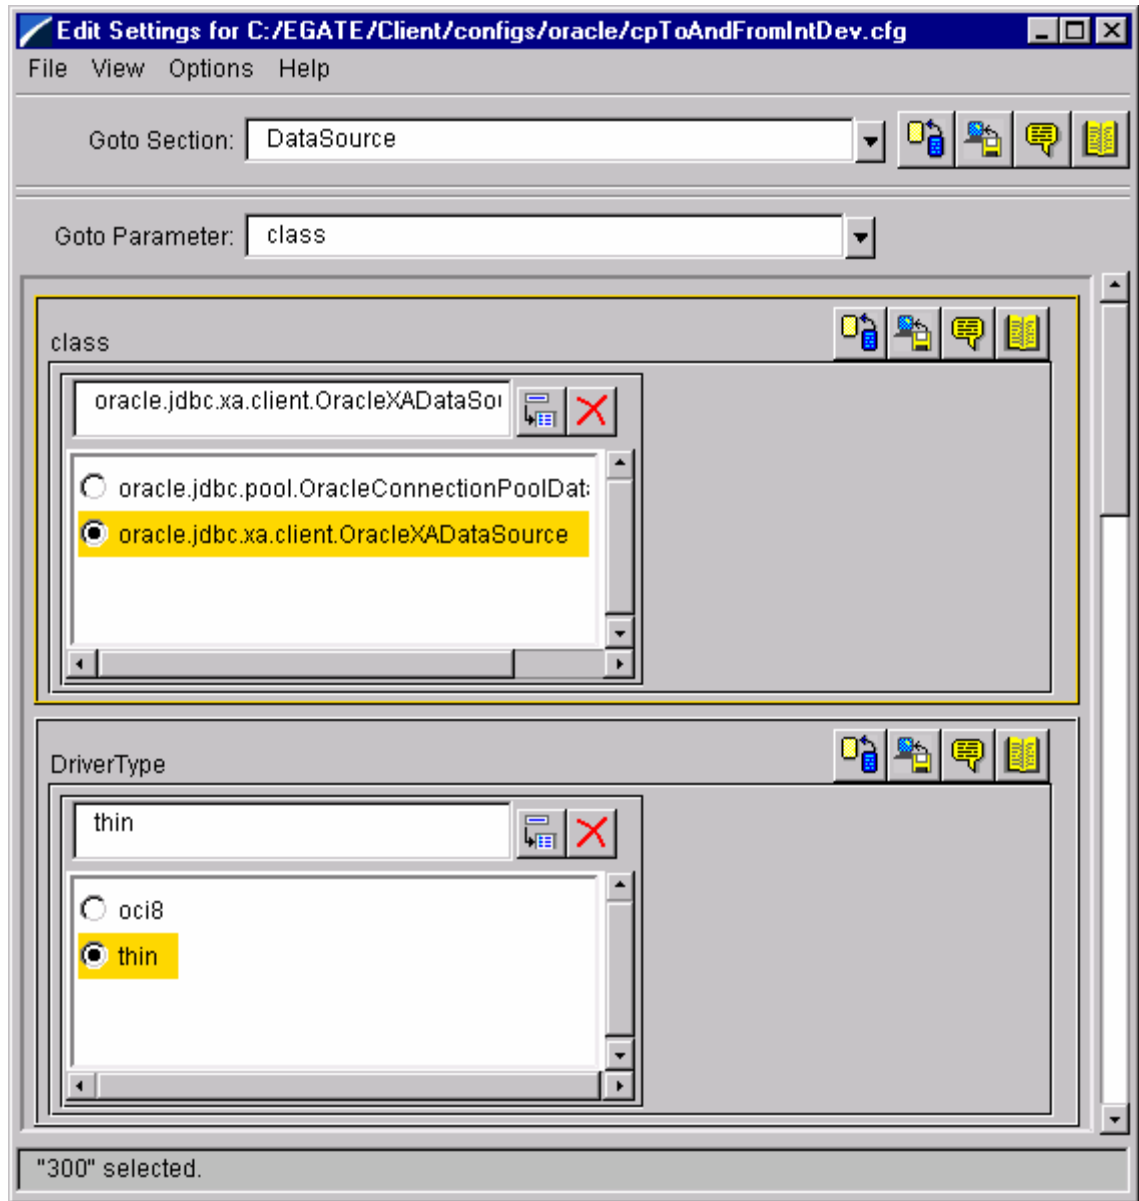 Edit Settings for C:/EGATE/Client/configs/oracle/cpToAndFromIntDev.cfg
File View Options Help
Goto Section: DataSource
Goto Parameter: class
class
oracle.jdbc.xa.client.OracleXADataSou
oracle.jdbc.pool.OracleConnectionPoolData
oracle.jdbc.xa.client.OracleXADataSource
DriverType
thin
oci8
thin
"300" selected.